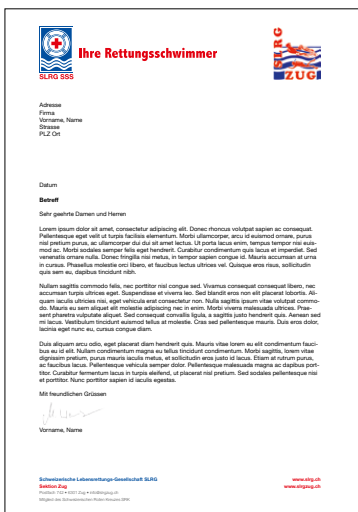 SLRG SSS
Ihre Rettungsschwimmer
SLRG
ZUG
Adresse
Firma
Vorname, Name
Strasse
PLZ Ort
Datum
Betreff
Sehr geehrte Damen und Herren
Lorem ipsum dolor sit amet, consectetur adipiscing elit. Donec rhoncus volutpat sapien ac consequat.
Pellentesque eget velit ut turpis facilisis elementum. Morbi ullamcorper, arcu id euismod ornare, purus
nisl pretium purus, ac ullamcorper dui dui sit amet lectus. Ut porta lacus enim, tempus tempor nisi euis-
mod ac. Morbi sodales semper felis eget hendrerit. Curabitur condimentum quis lacus et imperdiet. Sed
venenatis ornare nulla. Donec fringilla nisi metus, in tempor sapien congue id. Mauris accumsan at urna
in cursus. Phasellus molestie orci libero, et faucibus lectus ultrices vel. Quisque eros risus, sollicitudin
quis sem eu, dapibus tincidunt nibh.
Nullam sagittis commodo felis, nec porttitor nisl congue sed. Vivamus consequat consequat libero, nec
accumsan turpis ultrices eget. Suspendisse et viverra leo. Sed blandit eros non elit placerat lobortis. Ali-
quam iaculis ultricies nisi, eget vehicula erat consectetur non. Nulla sagittis ipsum vitae volutpat commo-
do. Mauris eu sem aliquet elit molestie adipiscing nec in enim. Morbi viverra malesuada ultrices. Prae-
sent pharetra vulputate aliquet. Sed consequat convallis ligula, a sagittis justo hendrerit quis. Aenean sed
mi lacus. Vestibulum tincidunt euismod tellus at molestie. Cras sed pellentesque mauris. Duis eros dolor,
lacinia eget nunc eu, cursus congue diam.
Duis aliquam arcu odio, eget placerat diam hendrerit quis. Mauris vitae lorem eu elit condimentum fauci-
bus eu id elit. Nullam condimentum magna eu tellus tincidunt condimentum. Morbi sagittis, lorem vitae
dignissim pretium, purus mauris iaculis metus, et sollicitudin eros justo id lacus. Etiam at rutrum purus,
ac faucibus lacus. Pellentesque vehicula semper dolor. Pellentesque malesuada magna ac dapibus port-
titor. Curabitur fermentum lacus in turpis eleifend, ut placerat nisl pretium. Sed sodales pellentesque nisi
et porttitor. Nunc porttitor sapien id iaculis egestas.
Mit freundlichen Grüssen
Vorname, Name
Schweizerische Lebensrettungs-Gesellschaft SLRG
www.slrg.ch
Sektion Zug
www.slrgzug.ch
Postfach 732 • 6301 Zug • info@slrgzug.ch
Mitglied des Schweizerischen Roten Kreuzes SRK